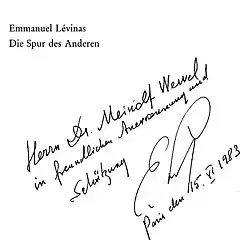 Emmanuel Lévinas
Die Spur des Anderen
Herrn Dr. Meinolf Wewel
in freundlicher Anerkennung und
Schätzung
Paris den 15. VI 1983